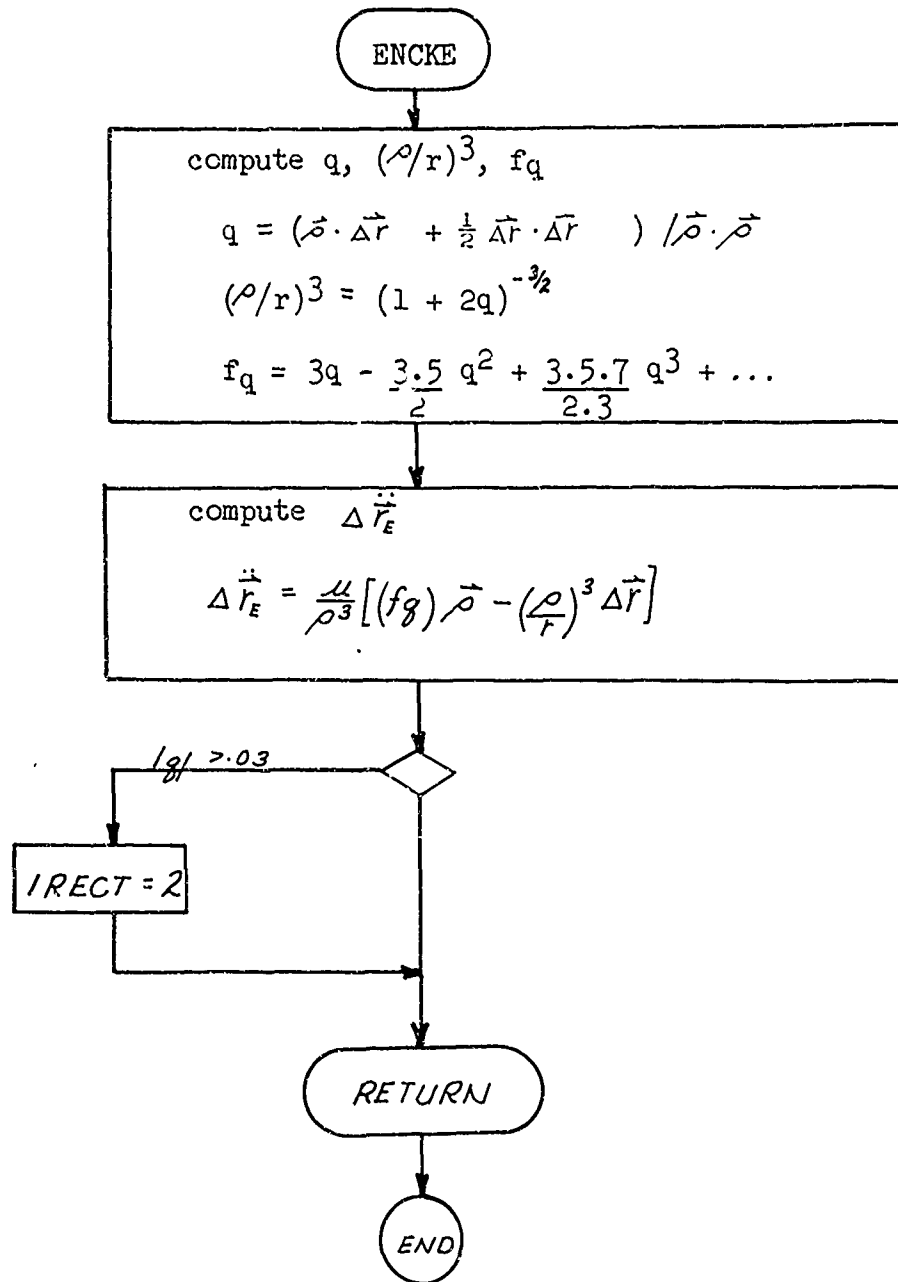 ENCKE
compute q, (ρ/r)³, fq
q = (ρ⃗ · Δr⃗ + ½ Δr⃗ · Δr⃗ ) / ρ⃗ · ρ⃗
(ρ/r)³ = (1 + 2q)^(-3/2)
fq = 3q - 3.5/2 q² + 3.5.7/2.3 q³ + ...
compute Δr̈⃗_E
Δr̈⃗_E = μ/ρ³ [(fq) ρ⃗ - (ρ/r)³ Δr⃗]
|q| >.03
IRECT = 2
RETURN
END